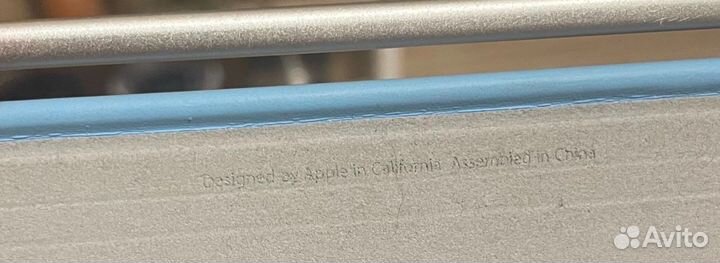 Designed by Apple in California Assembled in China
Avito